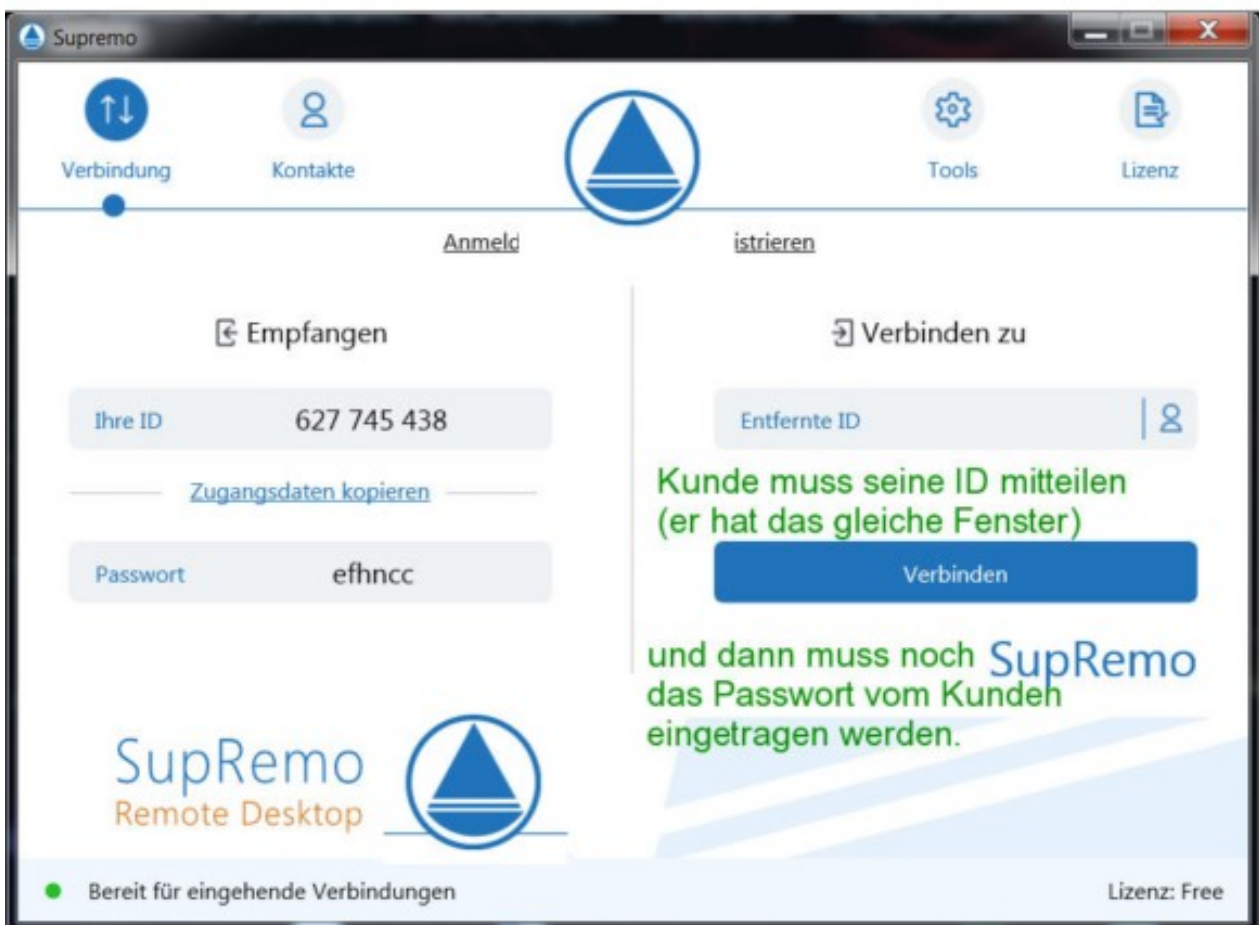 Supremo
Verbindung
Kontakte
Tools
Lizenz
Anmeld
istrieren
Empfangen
Verbinden zu
Ihre ID 627 745 438
Entfernte ID
Zugangsdaten kopieren
Kunde muss seine ID mitteilen
(er hat das gleiche Fenster)
Passwort efhncc
Verbinden
und dann muss noch
SupRemo
das Passwort vom Kunden
eingetragen werden.
SupRemo
Remote Desktop
Bereit für eingehende Verbindungen
Lizenz: Free